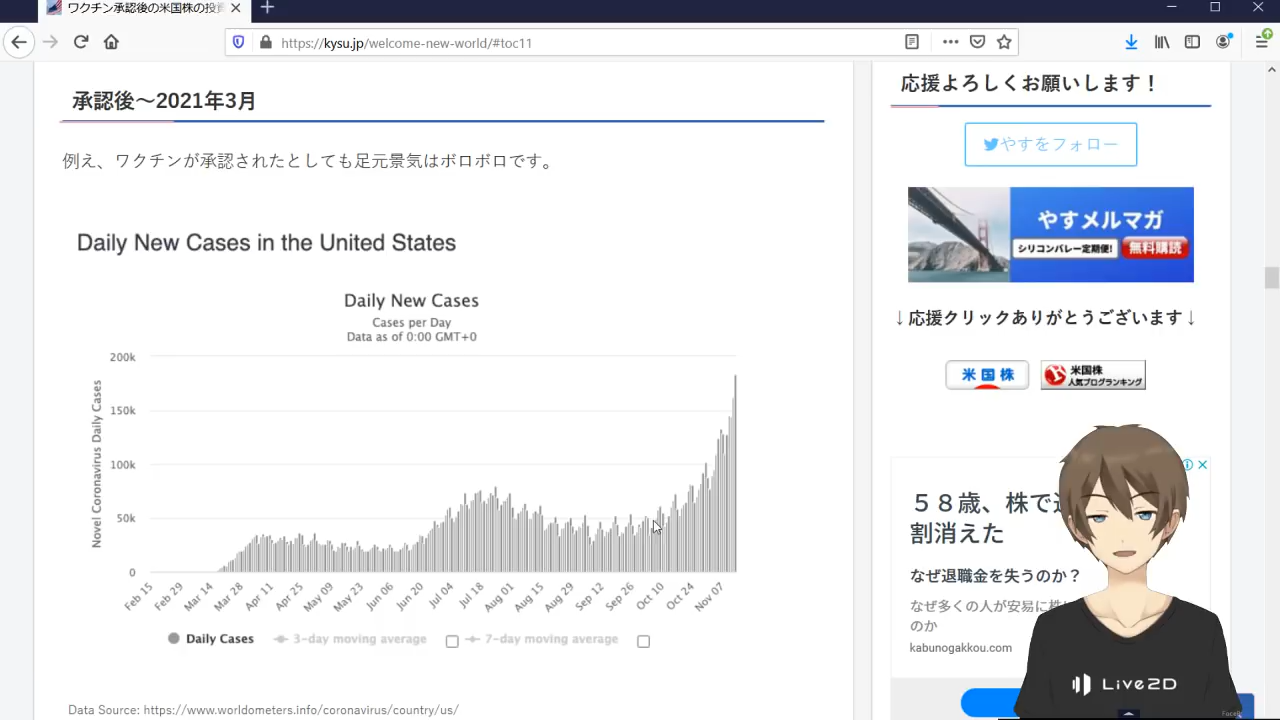 ワクチン承認後の米国株の投資
https://kysu.jp/welcome-new-world/#toc11
承認後～2021年3月
例え、ワクチンが承認されたとしても足元景気はボロボロです。
Daily New Cases in the United States
Daily New Cases
Cases per Day
Data as of 0:00 GMT+0
Novel Coronavirus Daily Cases
200k
150k
100k
50k
0
Feb 15
Feb 29
Mar 14
Mar 28
Apr 11
Apr 25
May 09
May 23
Jun 06
Jun 20
Jul 04
Jul 18
Aug 01
Aug 15
Aug 29
Sep 12
Sep 26
Oct 10
Oct 24
Nov 07
Daily Cases
3-day moving average
7-day moving average
Data Source: https://www.worldometers.info/coronavirus/country/us/
応援よろしくお願いします！
やすをフォロー
やすメルマガ
シリコンバレー定期便!
無料購読
↓応援クリックありがとうございます↓
米国株
米国株
人気ブログランキング
５８歳、株で
割消えた
なぜ退職金を失うのか？
なぜ多くの人が安易に株
のか
kabunogakkou.com
Live2D